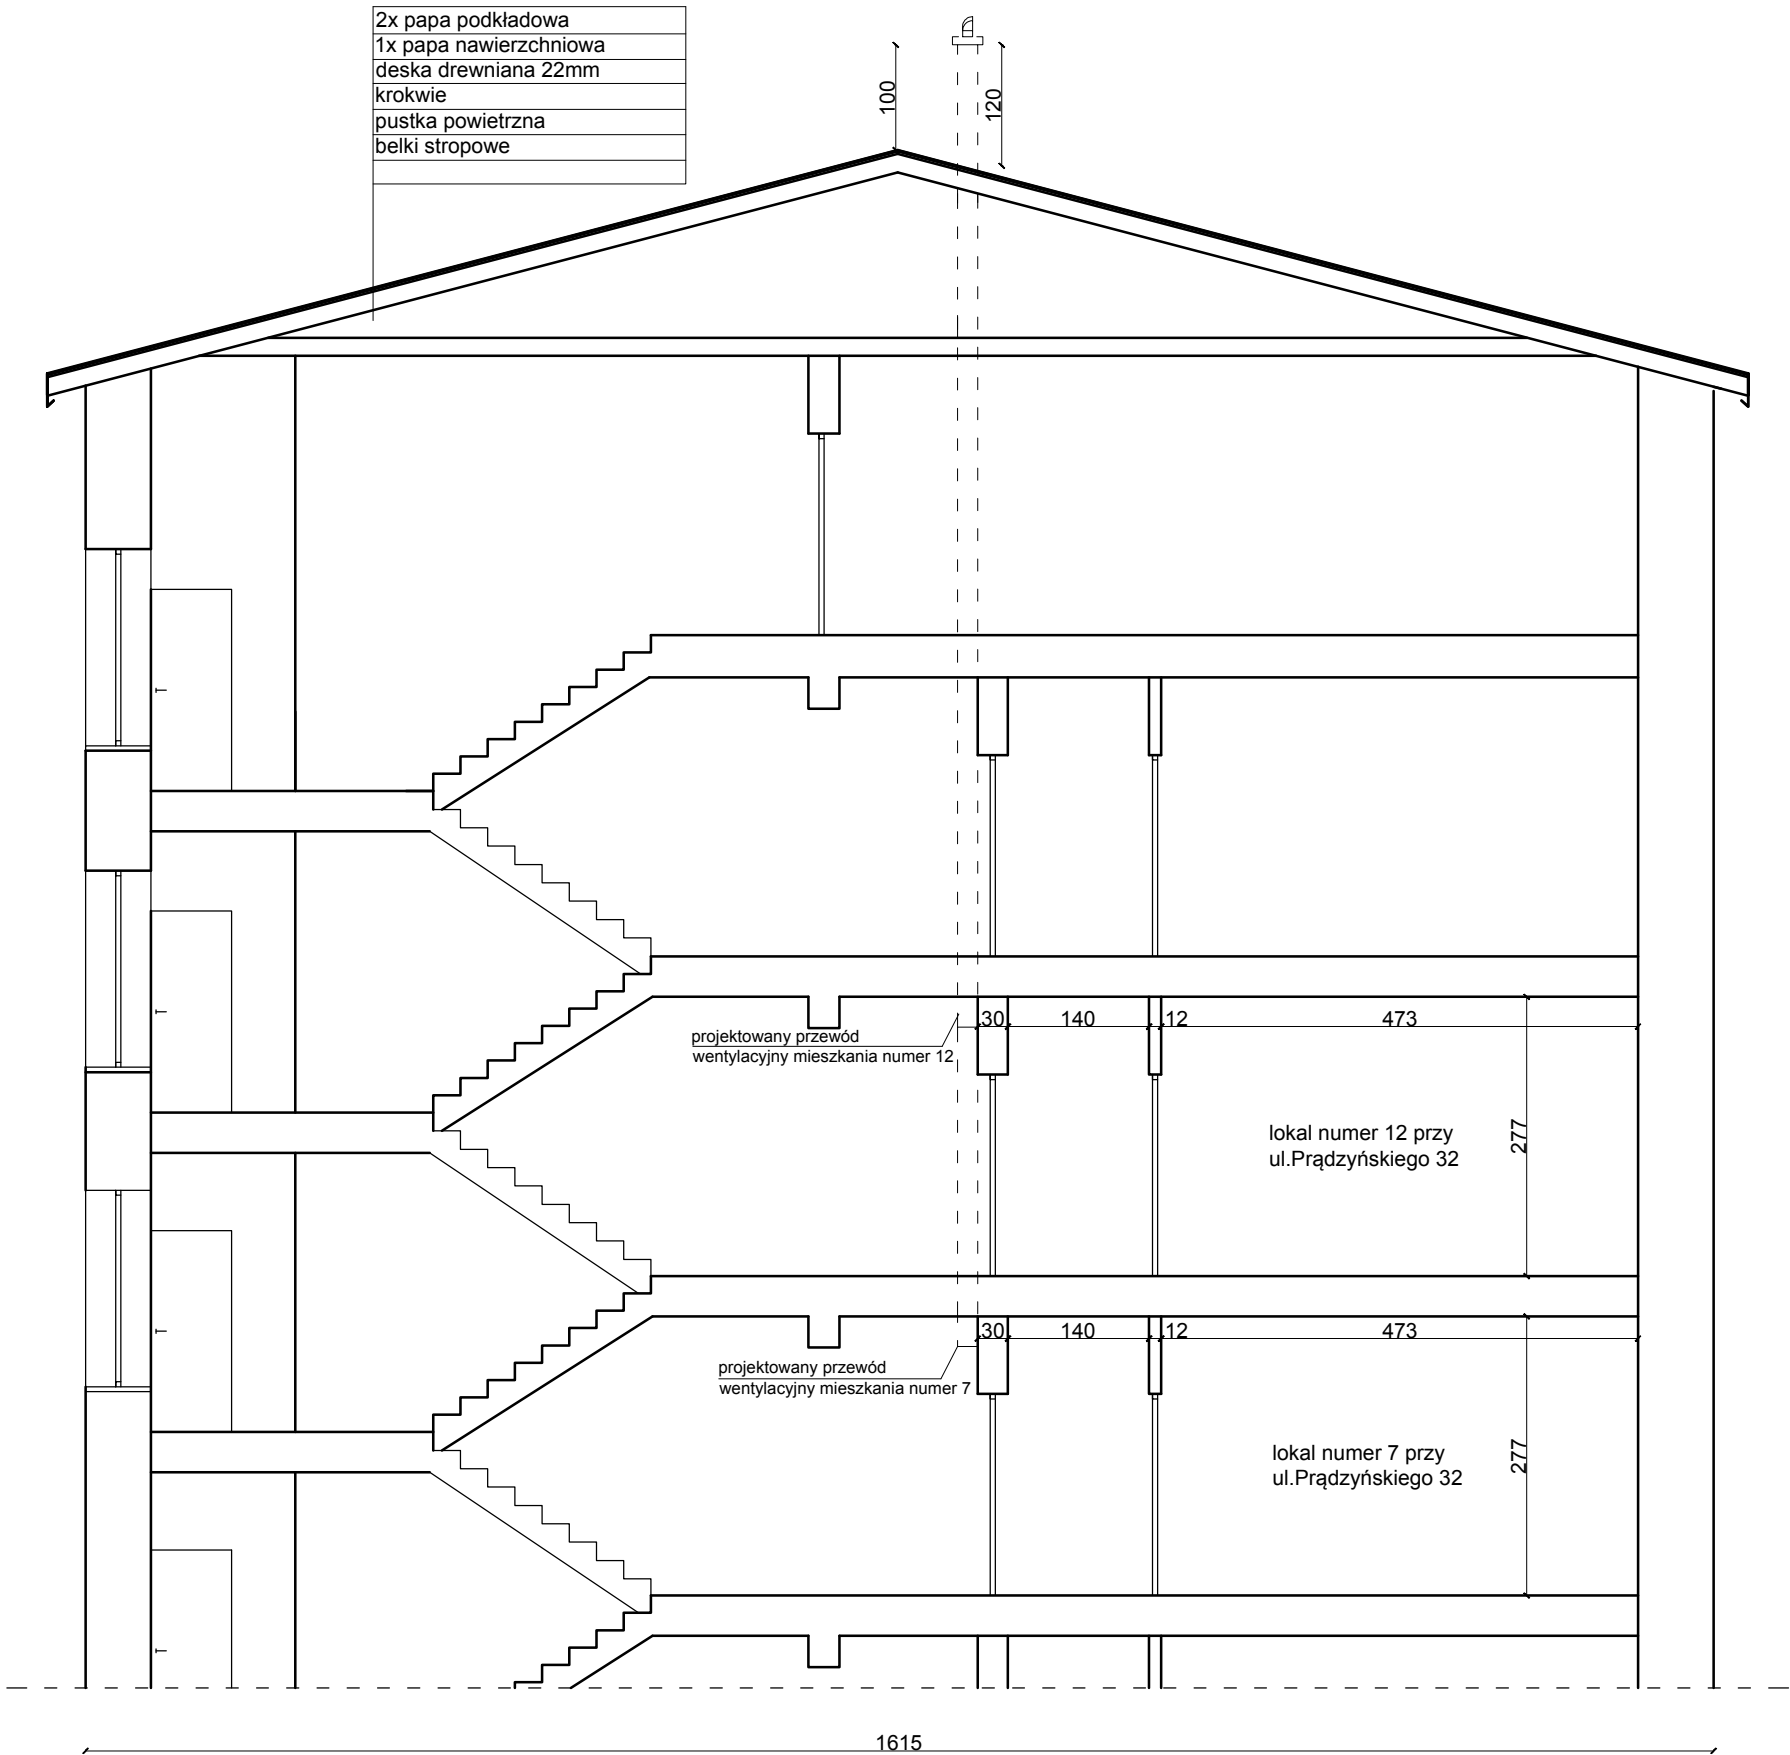 2x papa podkładowa
1x papa nawierzchniowa
deska drewniana 22mm
krokwie
pustka powietrzna
belki stropowe
100
120
30 140 12 473
projektowany przewód
wentylacyjny mieszkania numer 12
lokal numer 12 przy
ul.Prądzyńskiego 32
277
30 140 12 473
projektowany przewód
wentylacyjny mieszkania numer 7
lokal numer 7 przy
ul.Prądzyńskiego 32
277
1615